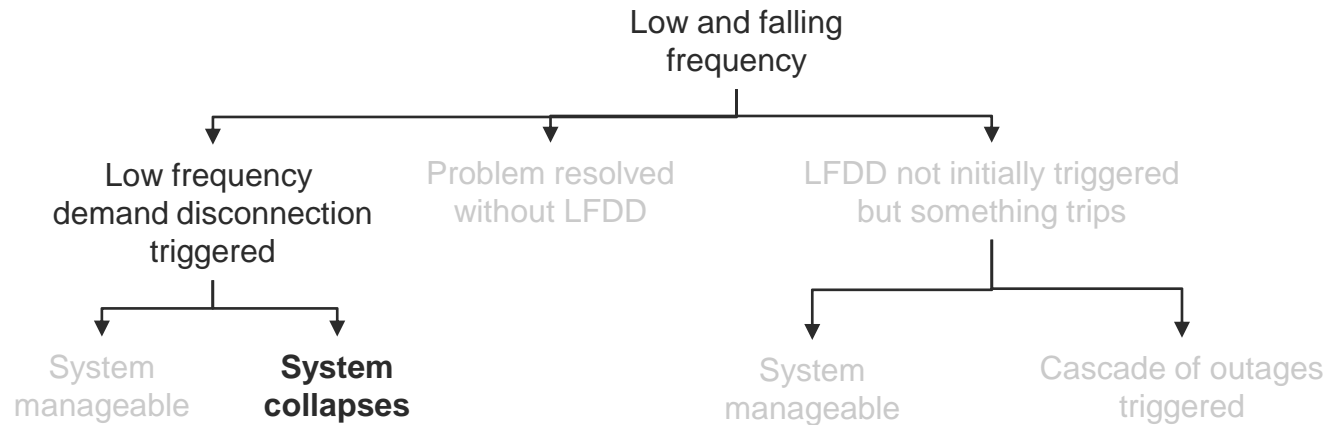 Low and falling
frequency
Low frequency
demand disconnection
triggered
Problem resolved
without LFDD
LFDD not initially triggered
but something trips
System
manageable
System
collapses
System
manageable
Cascade of outages
triggered